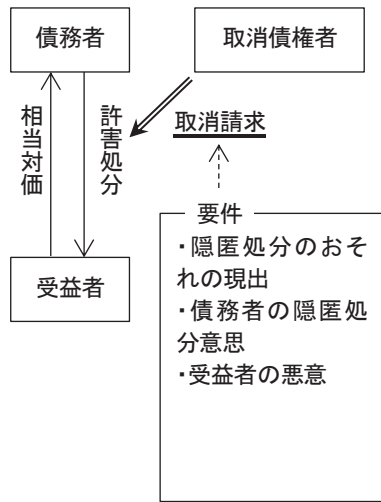 債務者
取消債権者
相当対価
許害処分
取消請求
要件
・隠匿処分のおそ
れの現出
・債務者の隠匿処
分意思
・受益者の悪意
受益者